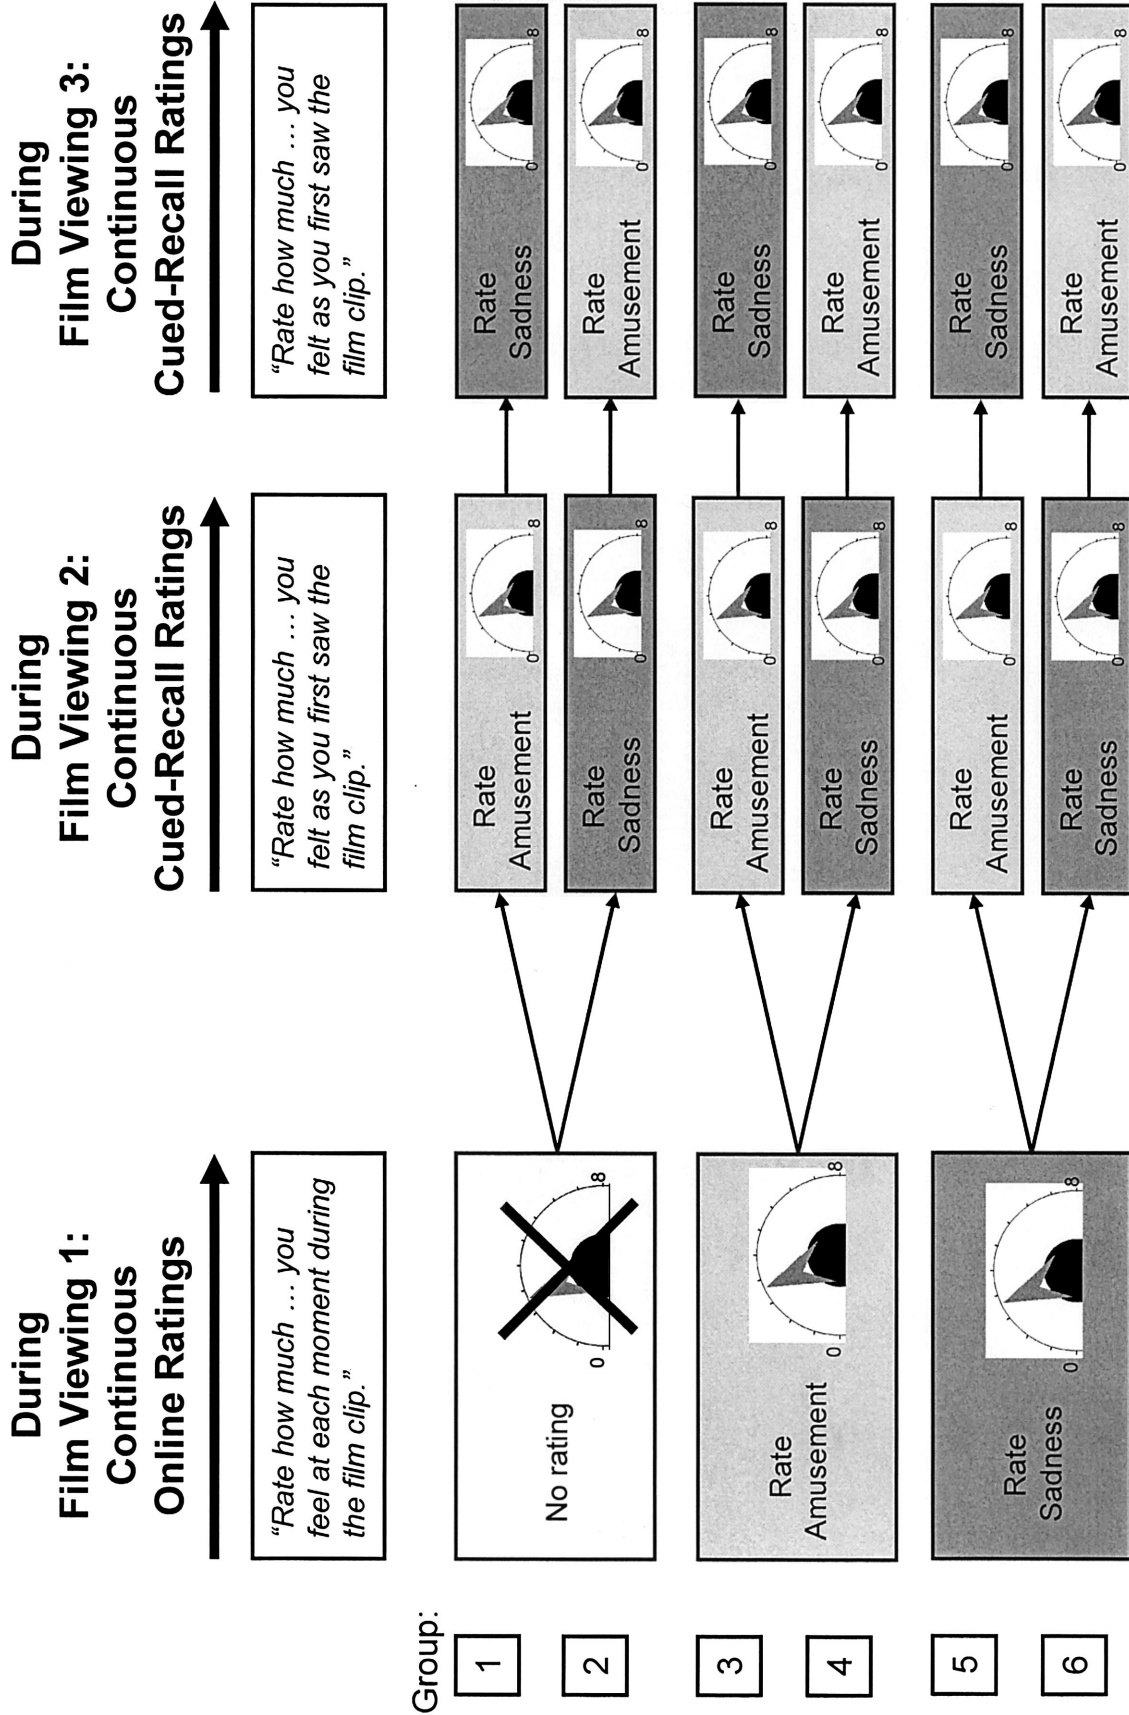 During
Film Viewing 1:
Continuous
Online Ratings
During
Film Viewing 2:
Continuous
Cued-Recall Ratings
During
Film Viewing 3:
Continuous
Cued-Recall Ratings
“Rate how much … you
feel at each moment during
the film clip.”
“Rate how much … you
felt as you first saw the
film clip.”
“Rate how much … you
felt as you first saw the
film clip.”
Group:
1
2
No rating
0 8
Rate
Amusement
0 8
Rate
Sadness
0 8
Rate
Sadness
0 8
Rate
Amusement
0 8
3
4
Rate
Amusement
0 8
Rate
Amusement
0 8
Rate
Sadness
0 8
Rate
Sadness
0 8
Rate
Amusement
0 8
5
6
Rate
Sadness
0 8
Rate
Amusement
0 8
Rate
Sadness
0 8
Rate
Sadness
0 8
Rate
Amusement
0 8